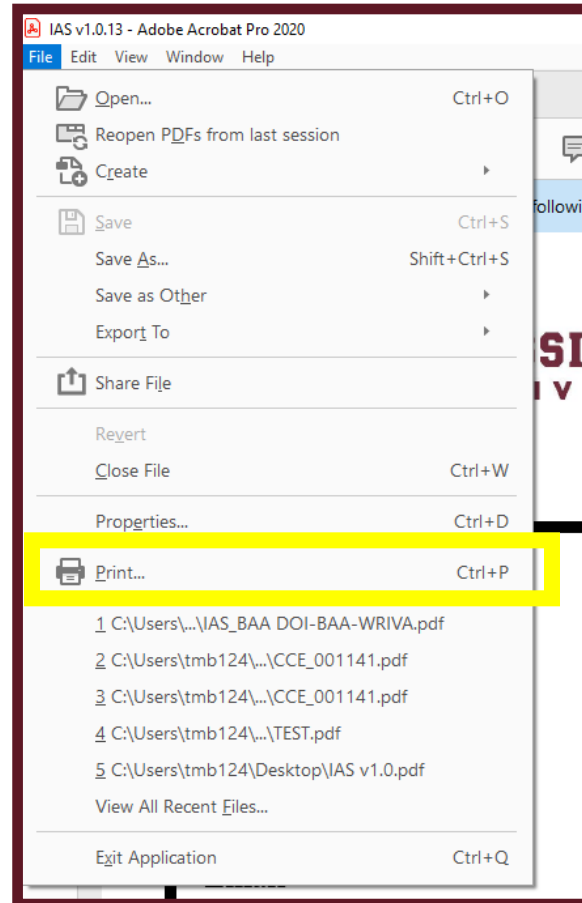 IAS v1.0.13 - Adobe Acrobat Pro 2020
File Edit View Window Help
Open... Ctrl+O
Reopen PDFs from last session
Create
followi
Save Ctrl+S
Save As... Shift+Ctrl+S
Save as Other
Export To
SI
I V
Share File
Revert
Close File Ctrl+W
Properties... Ctrl+D
Print... Ctrl+P
1 C:\Users\...\IAS_BAA DOI-BAA-WRIVA.pdf
2 C:\Users\tmb124\...\CCE_001141.pdf
3 C:\Users\tmb124\...\CCE_001141.pdf
4 C:\Users\tmb124\...\TEST.pdf
5 C:\Users\tmb124\Desktop\IAS v1.0.pdf
View All Recent Files...
Exit Application Ctrl+Q